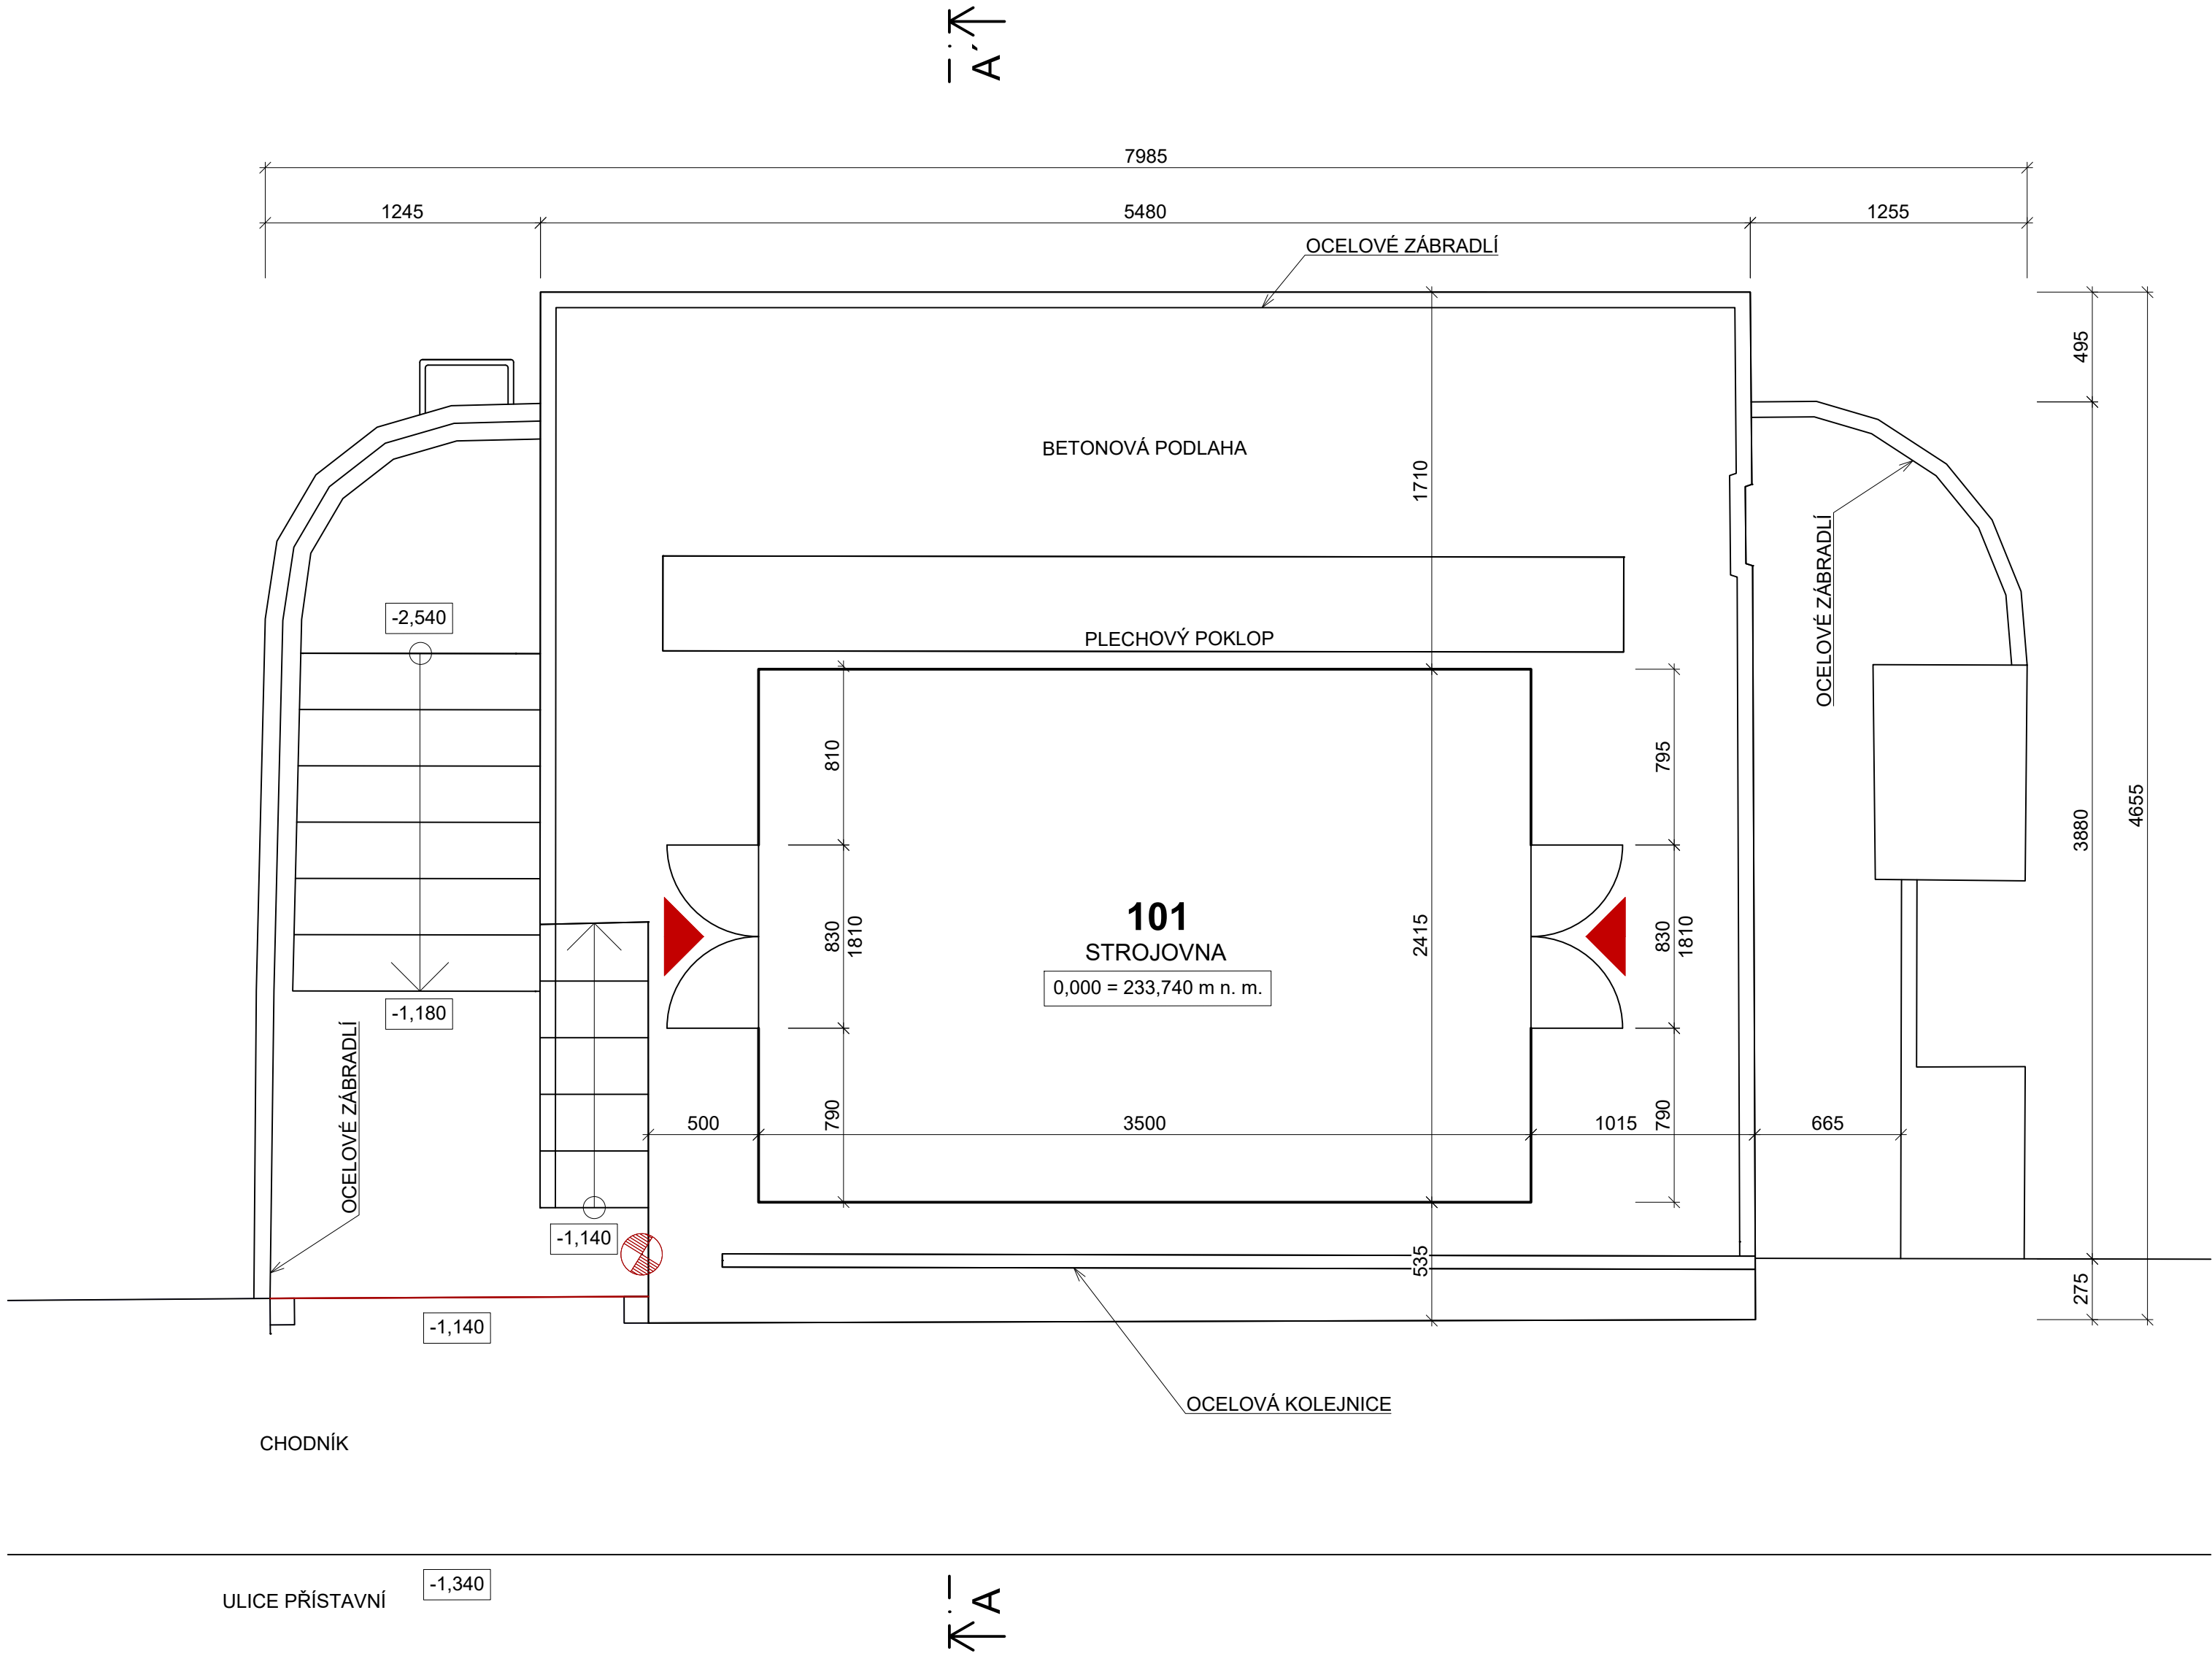 A´
7985
1245
5480
1255
OCELOVÉ ZÁBRADLÍ
495
BETONOVÁ PODLAHA
1710
OCELOVÉ ZÁBRADLÍ
-2,540
PLECHOVÝ POKLOP
810
795
3880
4655
830
1810
101
STROJOVNA
0,000 = 233,740 m n. m.
2415
830
1810
-1,180
OCELOVÉ ZÁBRADLÍ
500
790
3500
1015
790
665
-1,140
535
275
-1,140
OCELOVÁ KOLEJNICE
CHODNÍK
-1,340
ULICE PŘÍSTAVNÍ
A